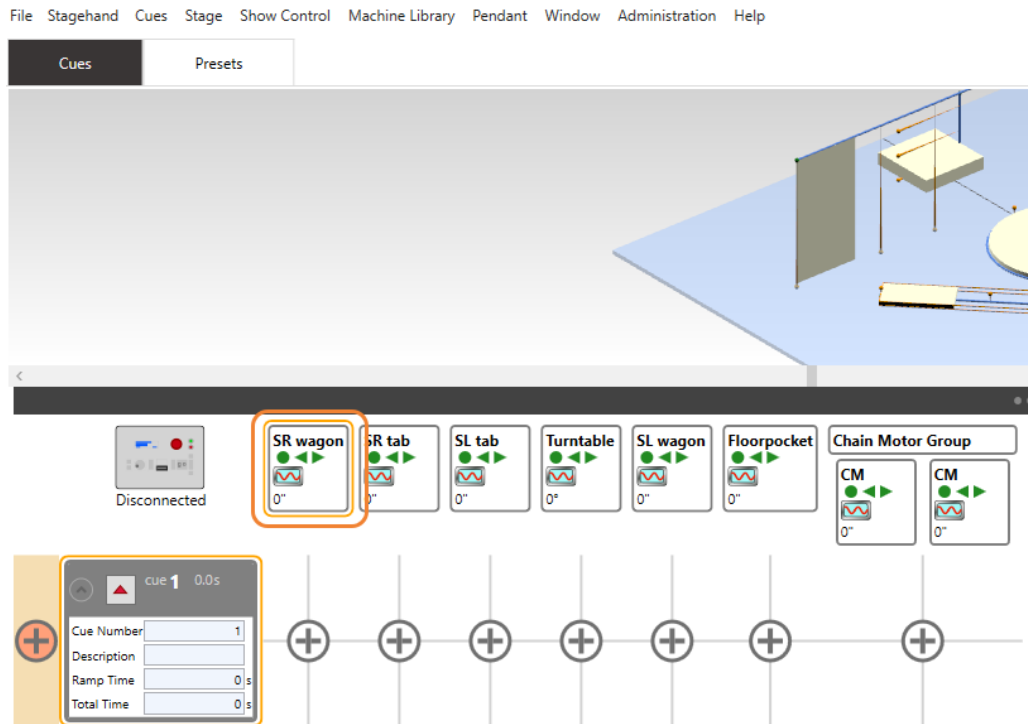 File Stagehand Cues Stage Show Control Machine Library Pendant Window Administration Help
Cues Presets
SR wagon SR tab SL tab Turntable SL wagon Floorpocket Chain Motor Group
CM CM
0" 0" 0" 0° 0" 0"
0" 0"
Disconnected
cue 1 0.0s
Cue Number 1
Description
Ramp Time 0 s
Total Time 0 s